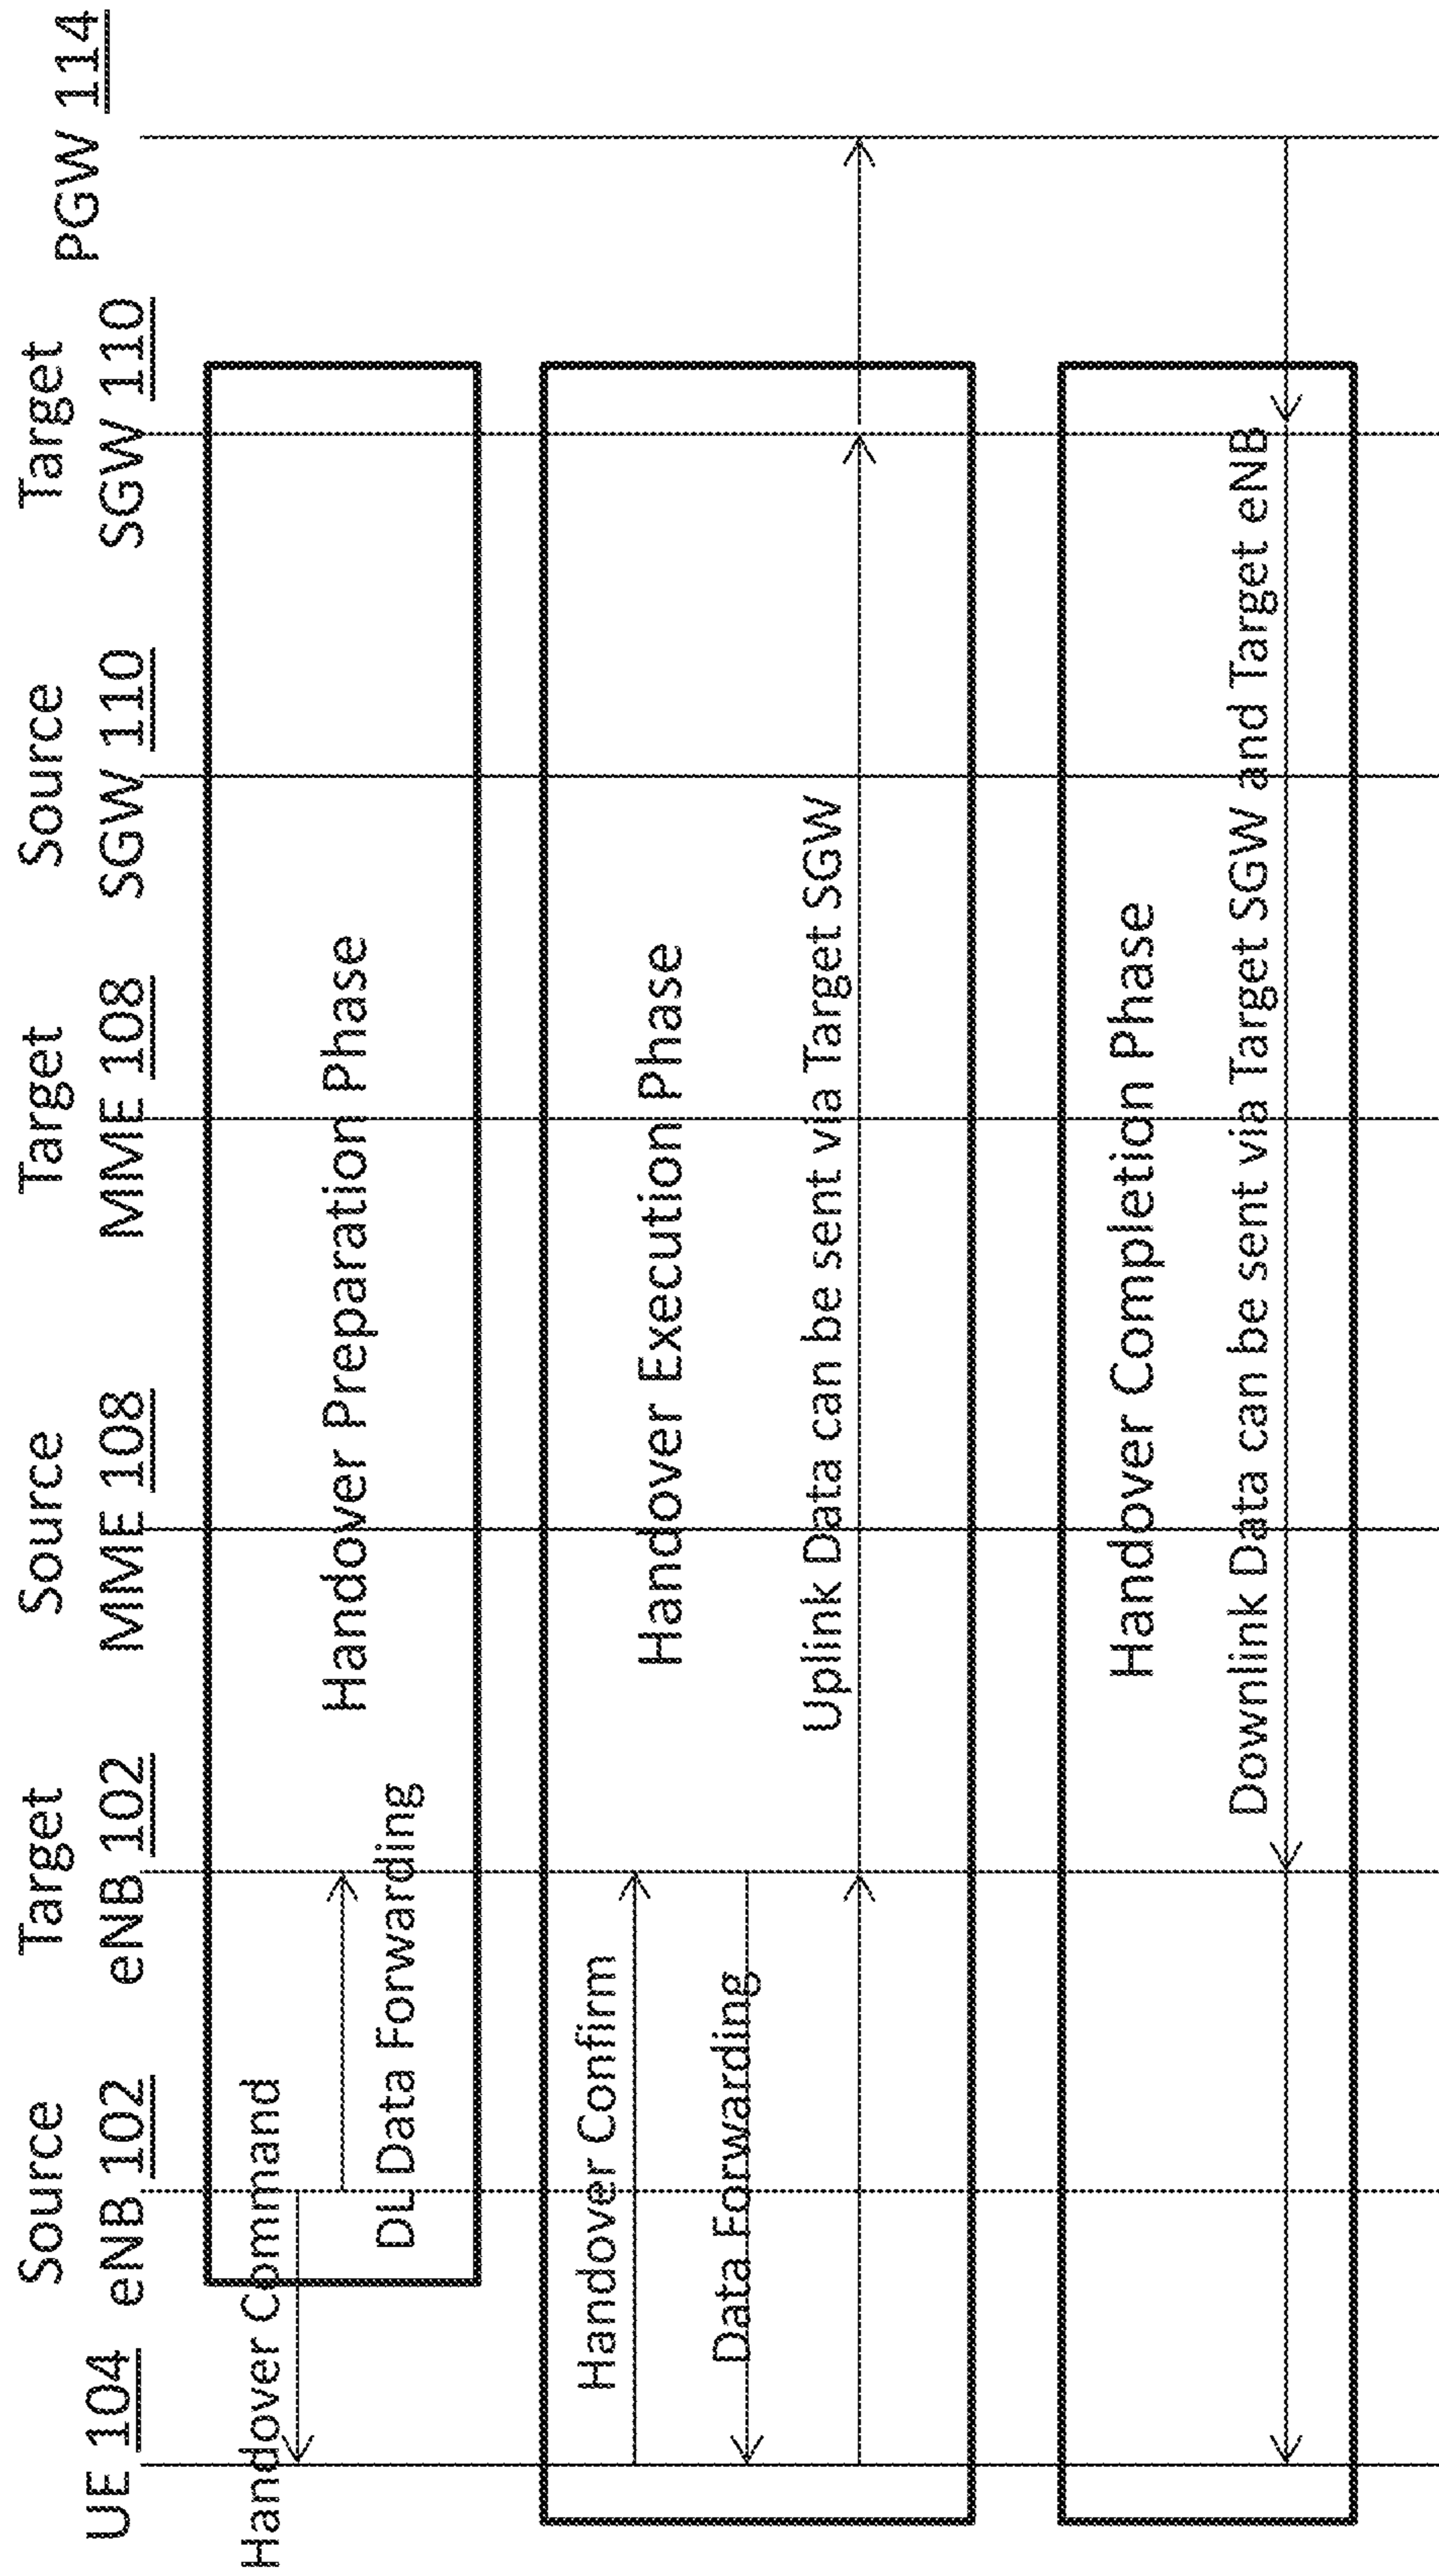 UE 104
Source
eNB 102
Target
eNB 102
Source
MME 108
Target
MME 108
Source
SGW 110
Target
SGW 110
PGW 114
Handover Command
Handover Preparation Phase
DL Data Forwarding
Handover Confirm
Handover Execution Phase
Data Forwarding
Uplink Data can be sent via Target SGW
Handover Completion Phase
Downlink Data can be sent via Target SGW and Target eNB